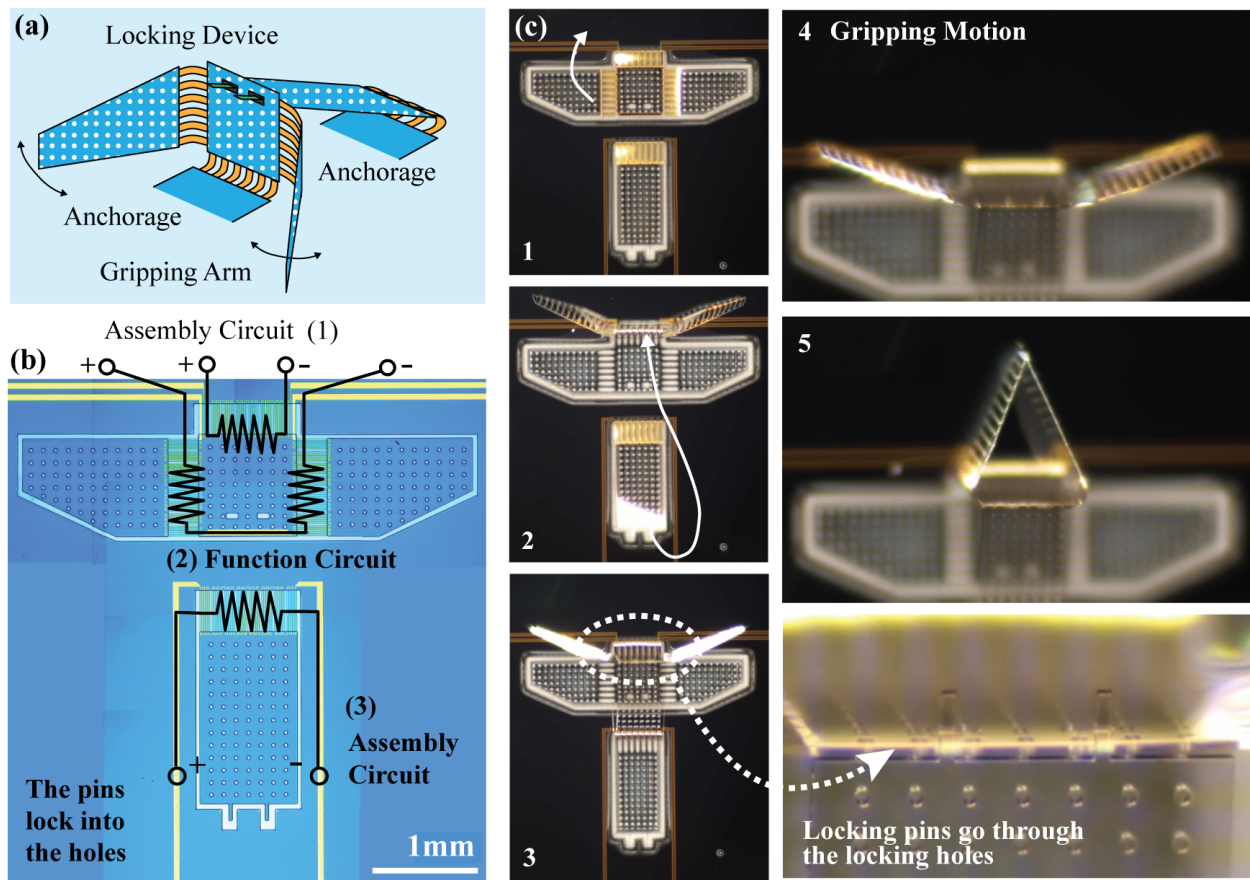 (a)
Locking Device
Anchorage
Anchorage
Gripping Arm
Assembly Circuit (1)
(b)
+ + - -
(2) Function Circuit
(3)
Assembly
Circuit
+ -
The pins
lock into
the holes
1mm
(c)
1
2
3
4 Gripping Motion
5
Locking pins go through
the locking holes